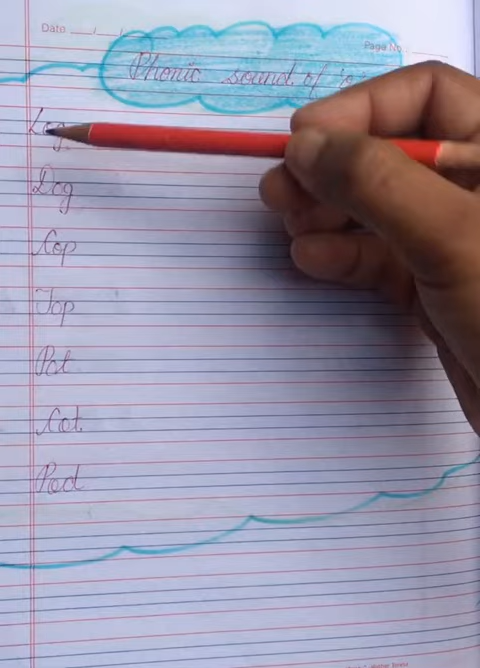 Date / /
Page No.
Phonic sound of 'o'
Log
Dog
Cop
Top
Pot
Cot
Rod